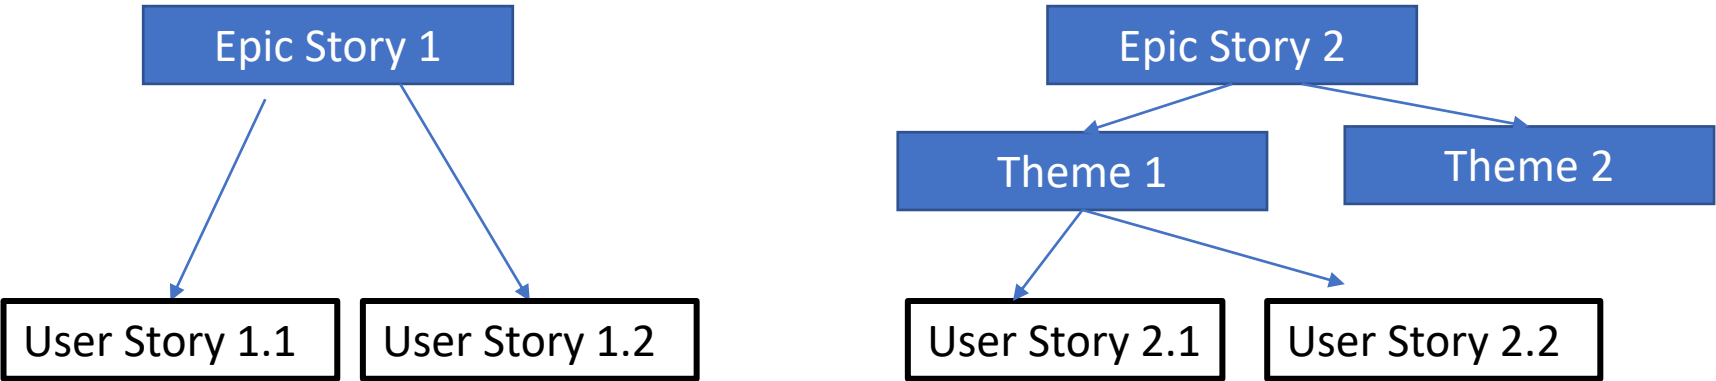 Epic Story 1
Epic Story 2
Theme 1
Theme 2
User Story 1.1
User Story 1.2
User Story 2.1
User Story 2.2